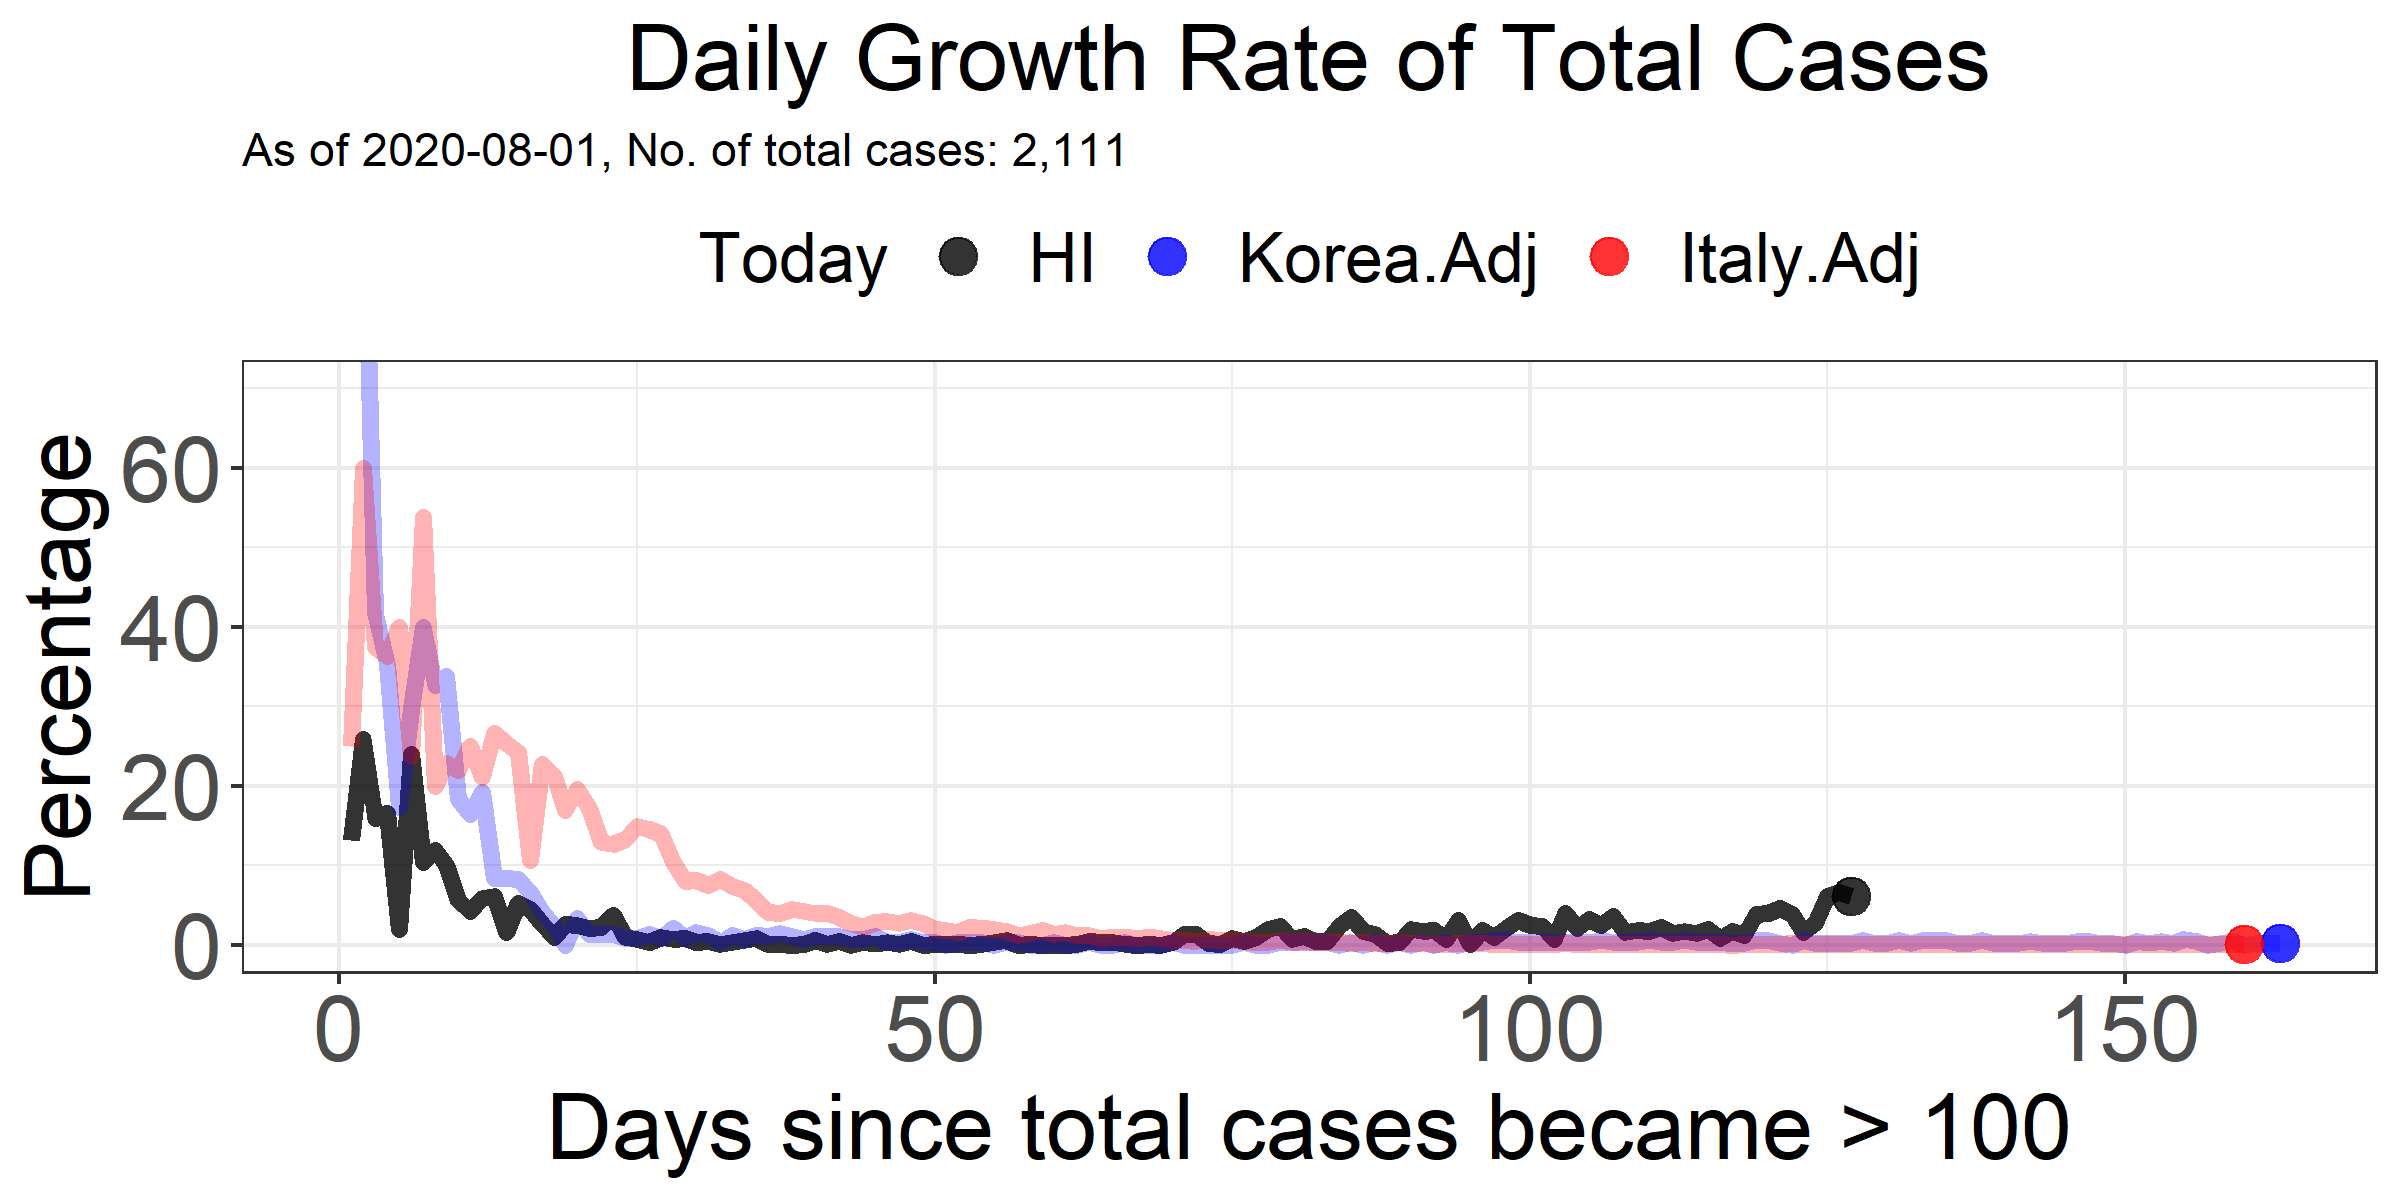 Daily Growth Rate of Total Cases
As of 2020-08-01, No. of total cases: 2,111
Today HI Korea.Adj Italy.Adj
Percentage
60
40
20
0
0 50 100 150
Days since total cases became > 100